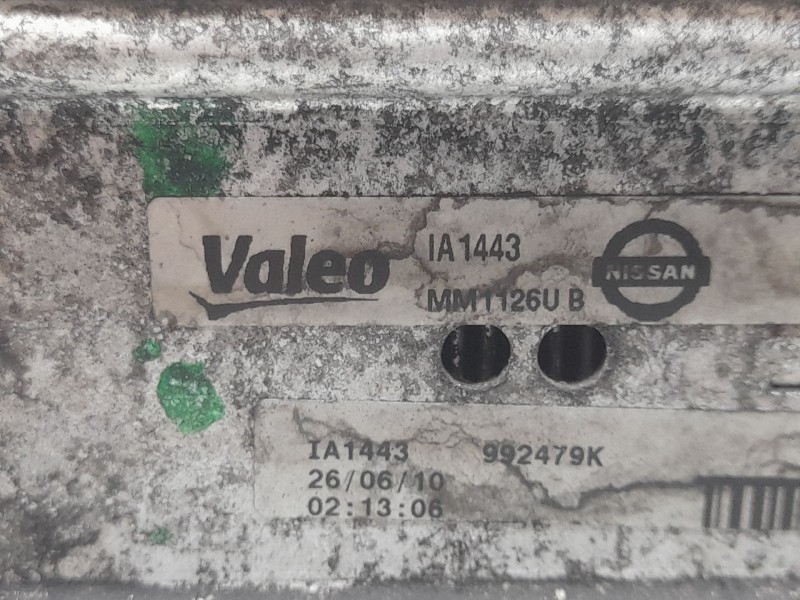 Valeo IA1443 NISSAN
MM1126U B
IA1443 992479K
26/06/10
02:13:06